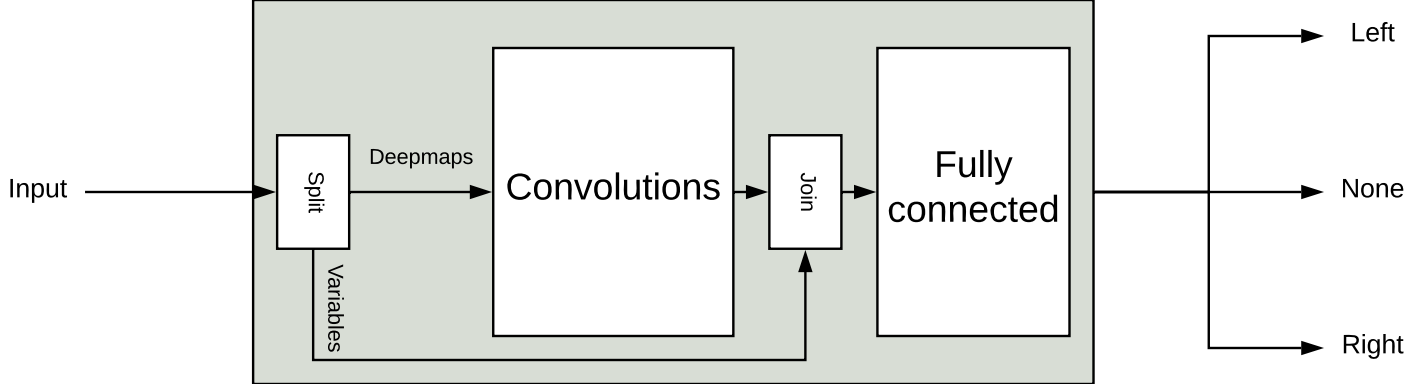 Input
Split
Deepmaps
Variables
Convolutions
Join
Fully
connected
Left
None
Right